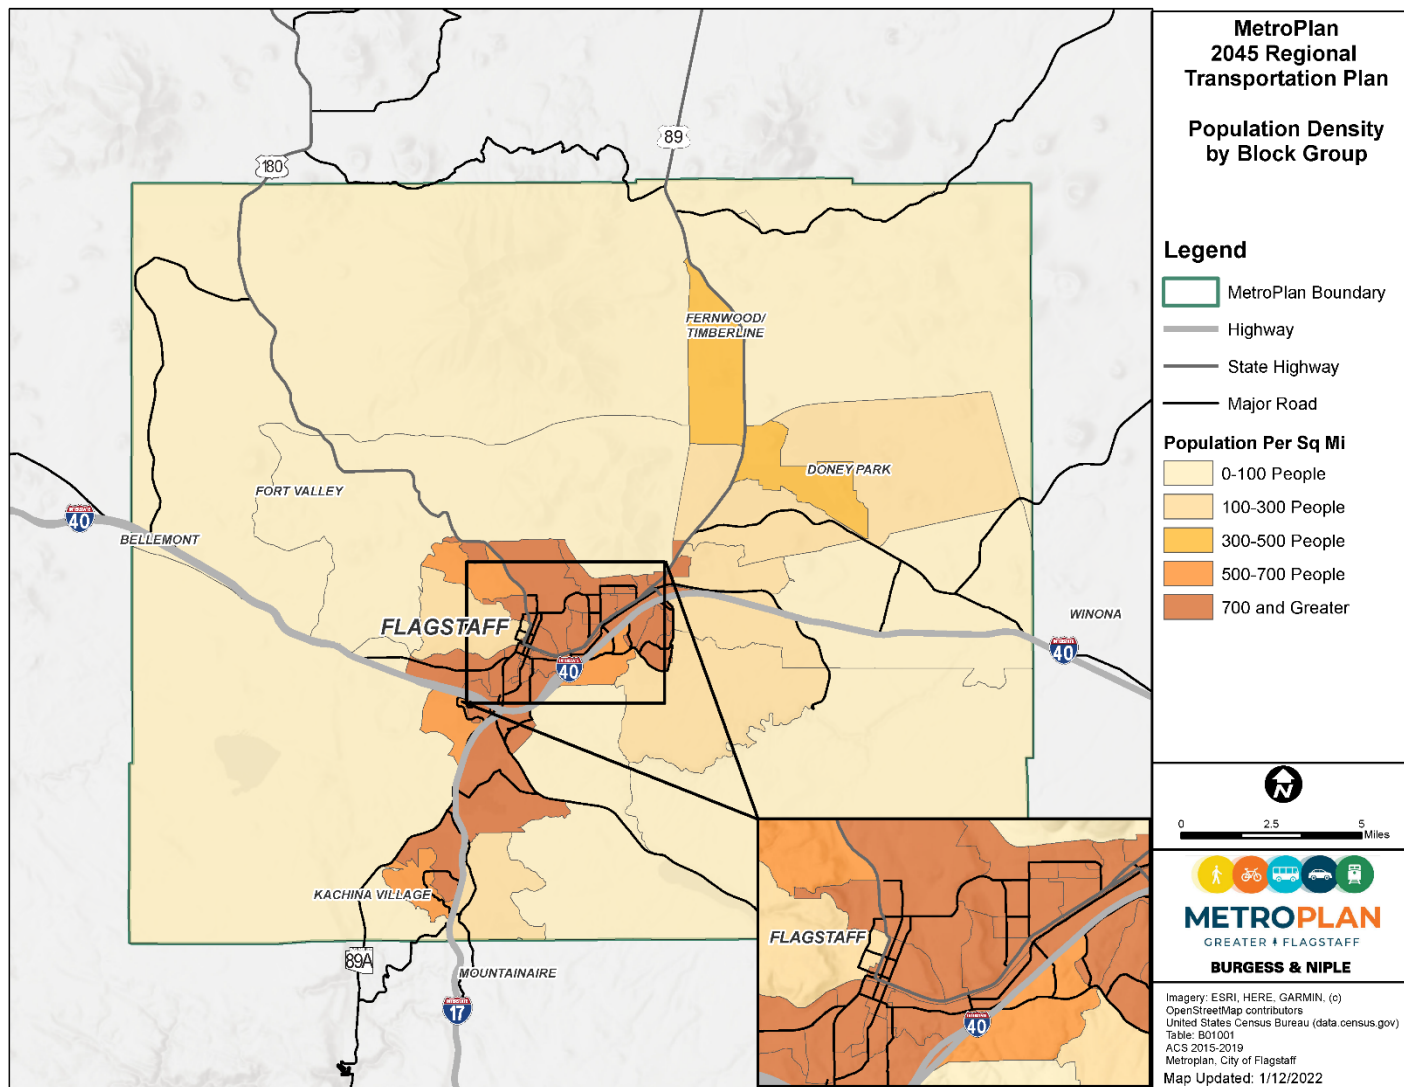 MetroPlan
2045 Regional
Transportation Plan
Population Density
by Block Group
Legend
MetroPlan Boundary
Highway
State Highway
Major Road
Population Per Sq Mi
0-100 People
100-300 People
300-500 People
500-700 People
700 and Greater
N
0 2.5 5
Miles
METROPLAN
GREATER FLAGSTAFF
BURGESS & NIPLE
Imagery: ESRI, HERE, GARMIN, (c)
OpenStreetMap contributors
United States Census Bureau (data.census.gov)
Table: B01001
ACS 2015-2019
Metroplan, City of Flagstaff
Map Updated: 1/12/2022
180
89
FERNWOOD/
TIMBERLINE
DONEY PARK
FORT VALLEY
40
BELLEMONT
WINONA
FLAGSTAFF
40
40
KACHINA VILLAGE
89A
MOUNTAINAIRE
17
FLAGSTAFF
40